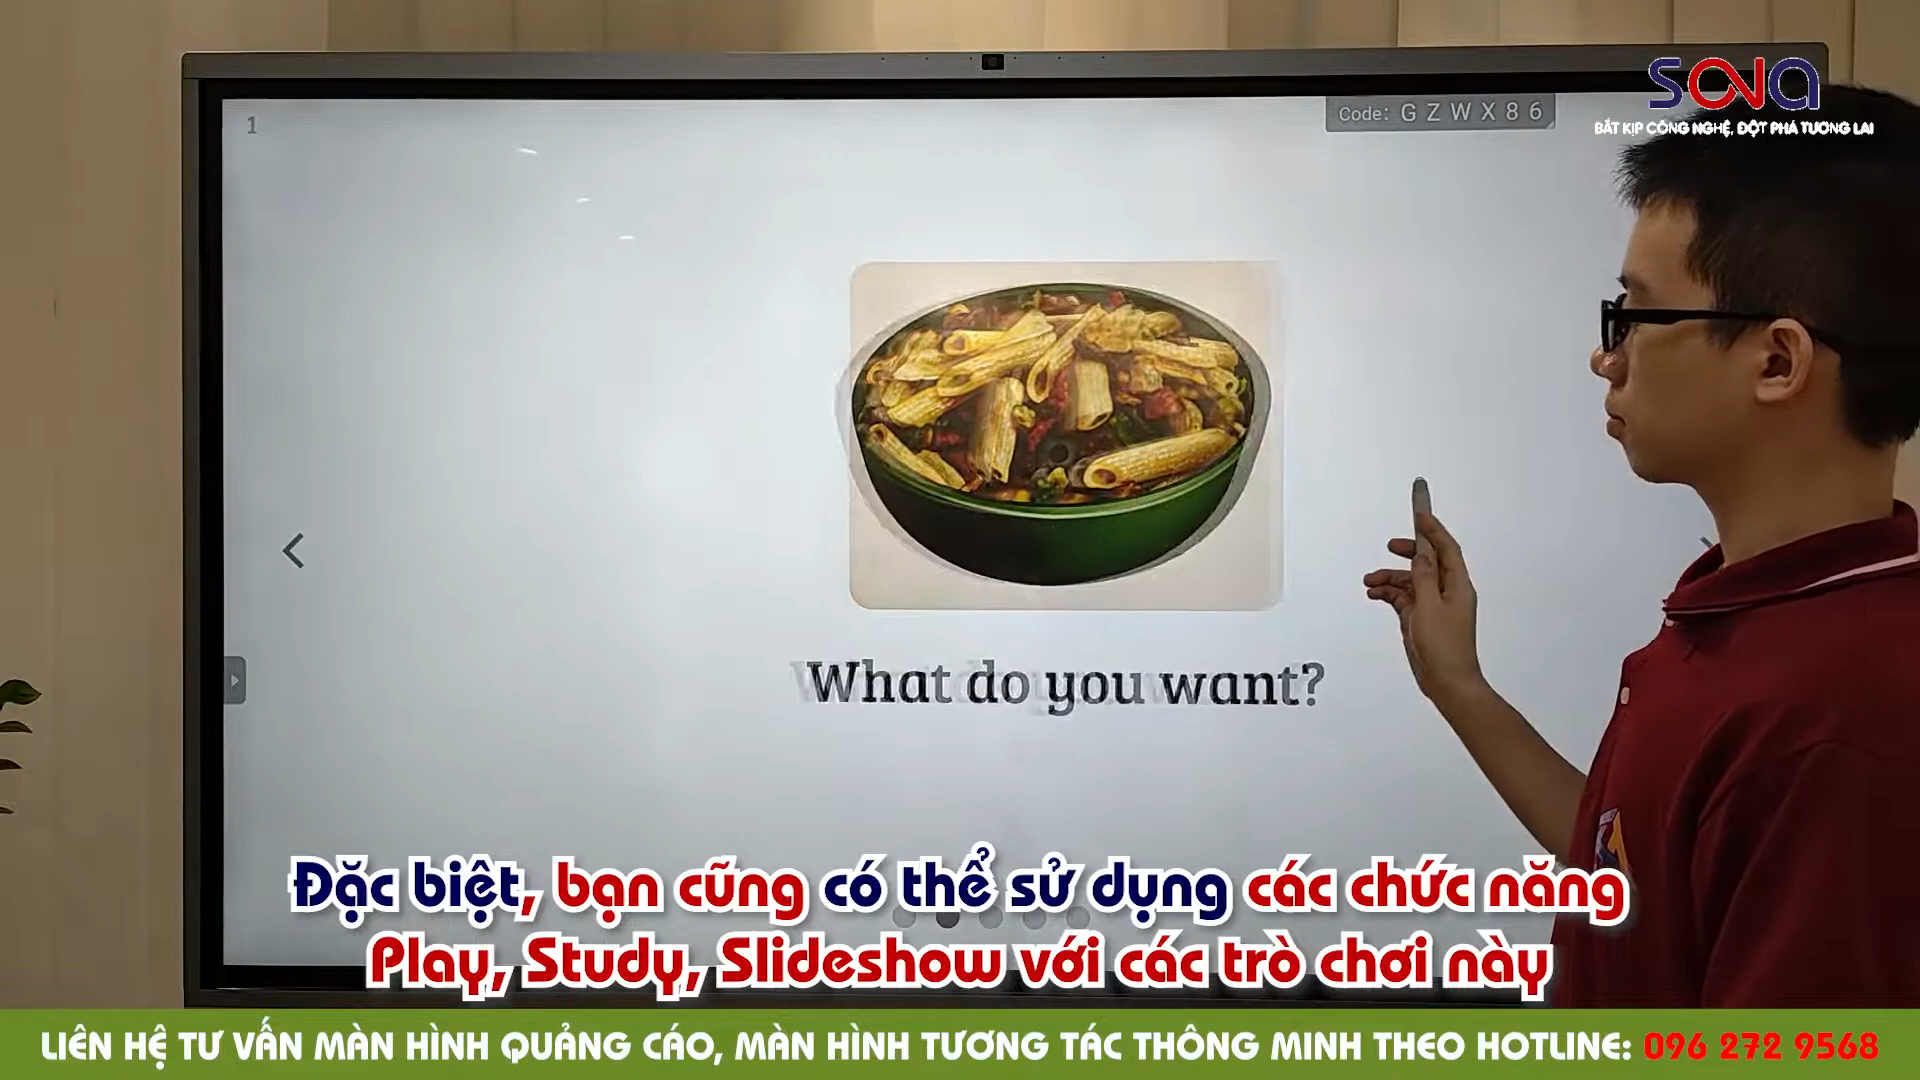 SONA
BẮT KỊP CÔNG NGHỆ, ĐỘT PHÁ TƯƠNG LAI
1
Code: GZWX86
What do you want?
Đặc biệt, bạn cũng có thể sử dụng các chức năng
Play, Study, Slideshow với các trò chơi này
LIÊN HỆ TƯ VẤN MÀN HÌNH QUẢNG CÁO, MÀN HÌNH TƯƠNG TÁC THÔNG MINH THEO HOTLINE: 096 272 9568